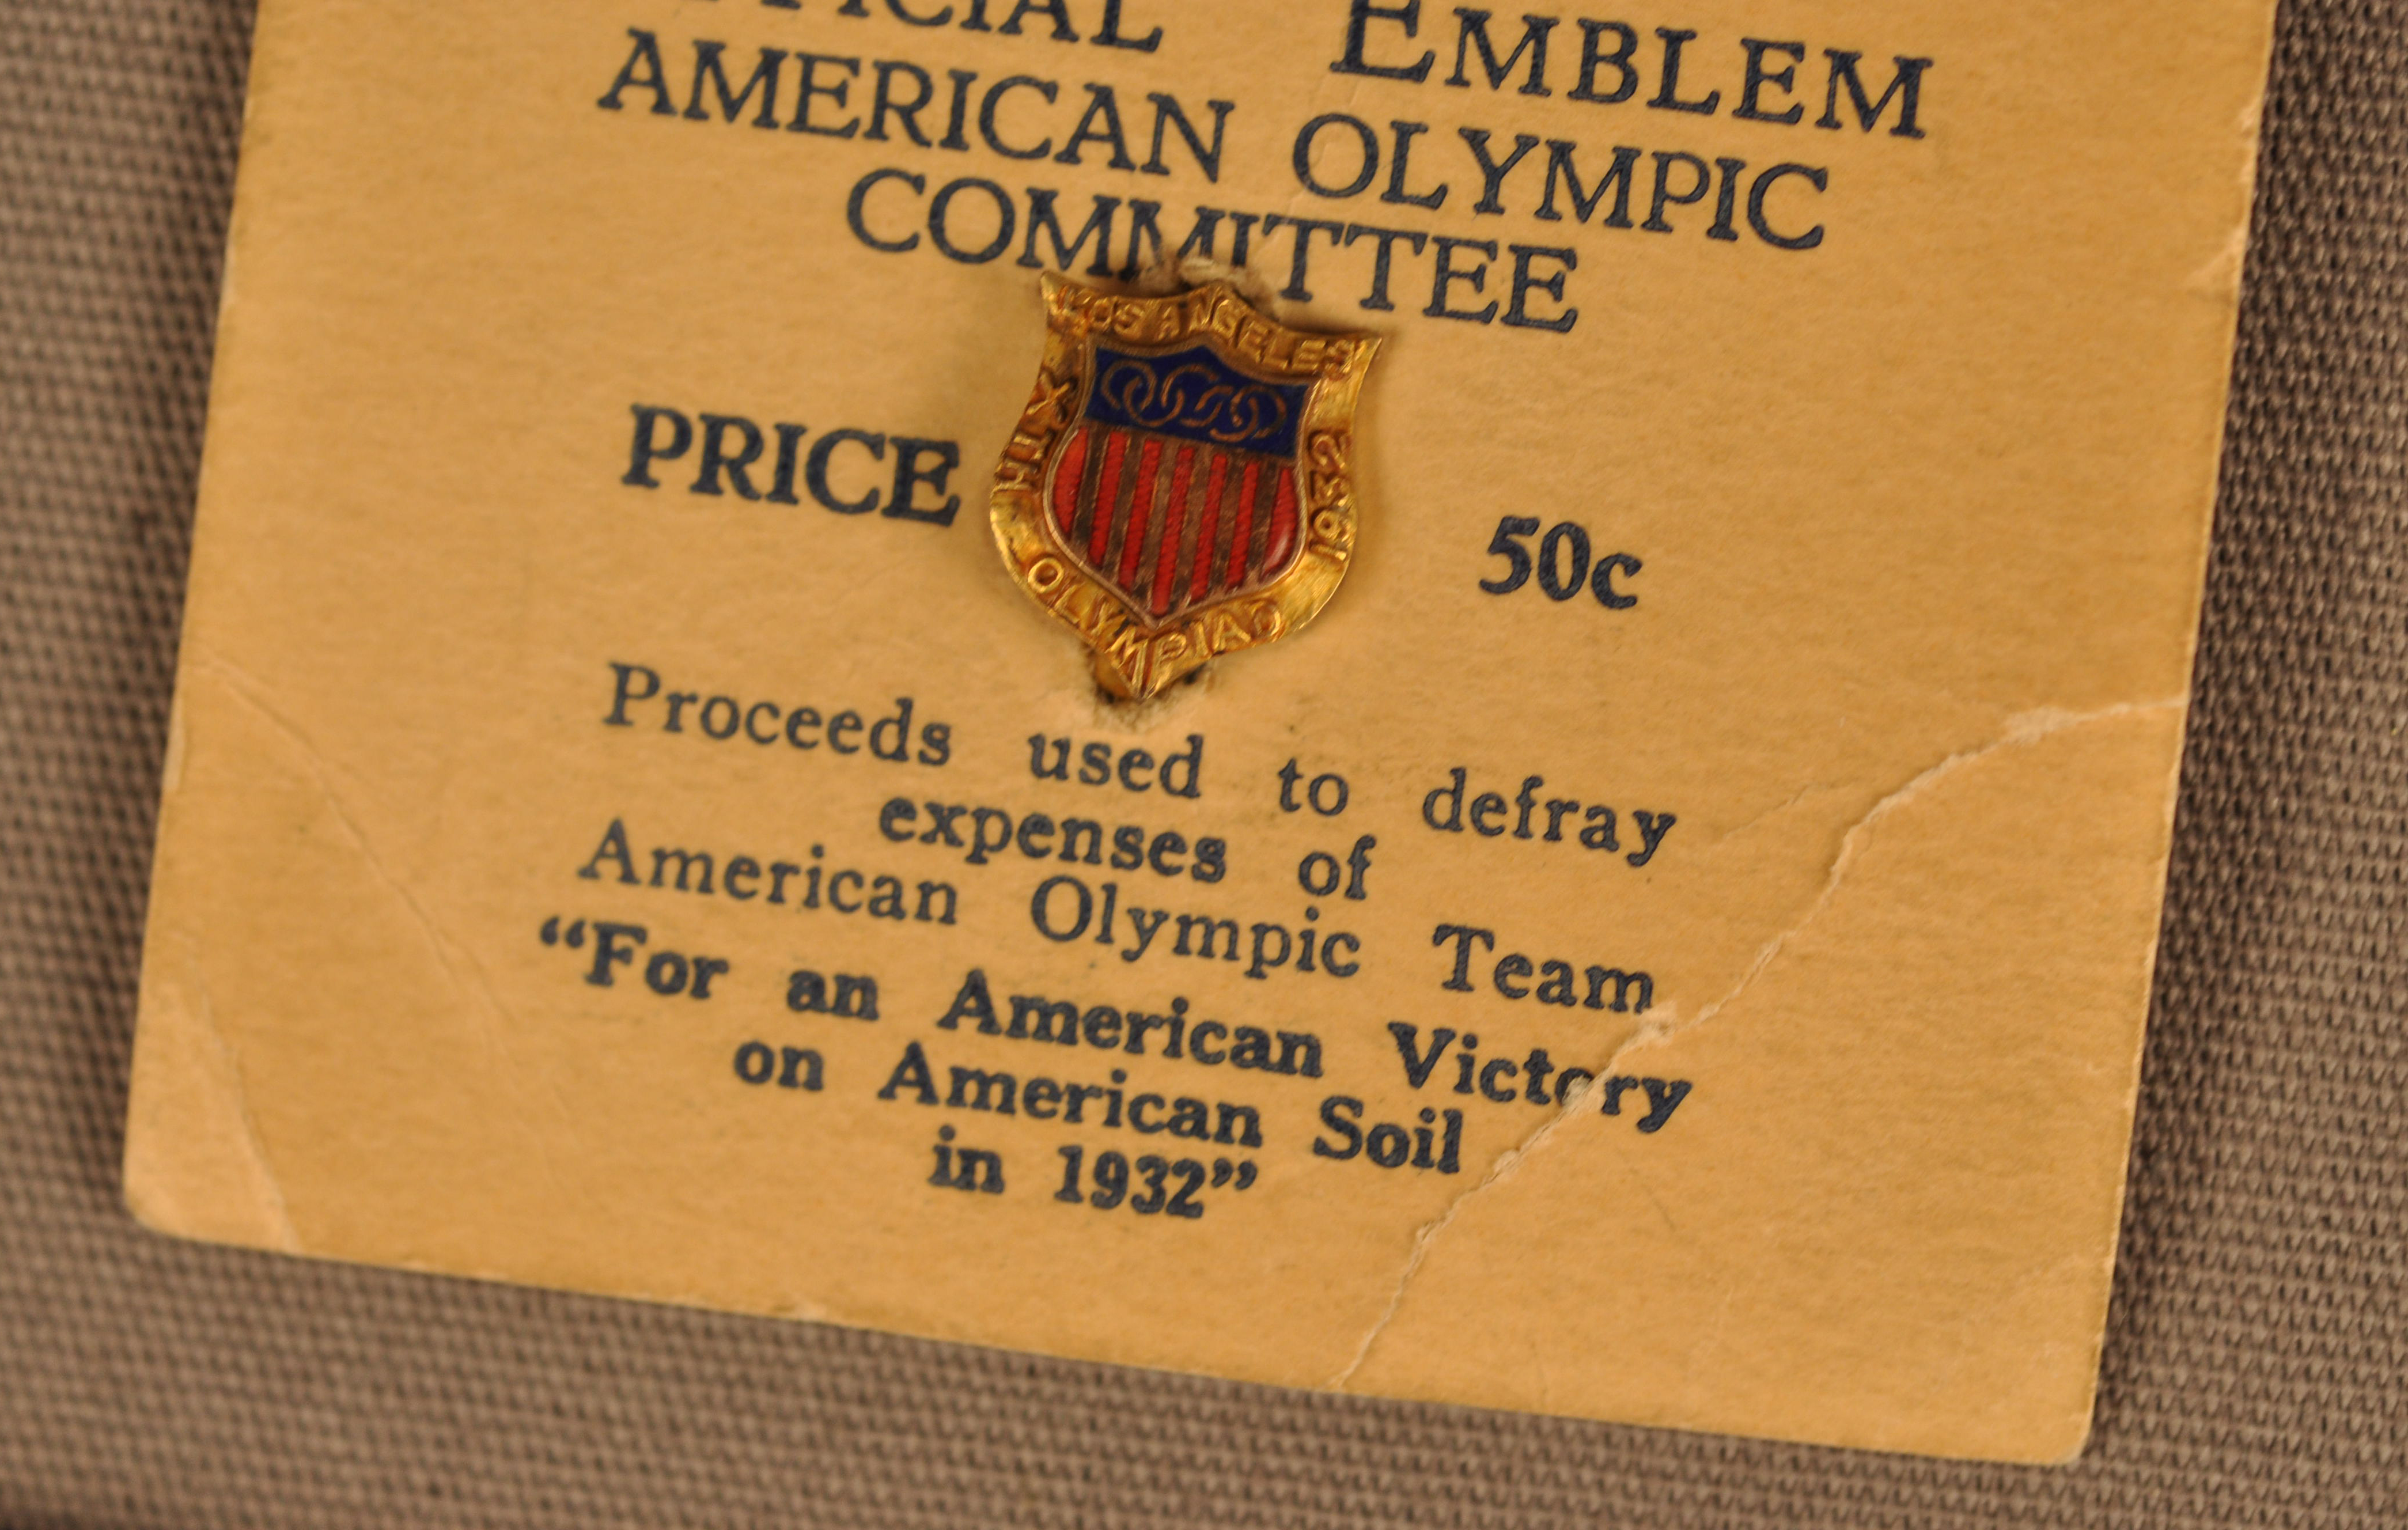 EMBLEM
AMERICAN OLYMPIC
COMMITTEE
LOS ANGELES
XTH
1932
OLYMPIAD
PRICE 50c
Proceeds used to defray
expenses of
American Olympic Team
“For an American Victory
on American Soil
in 1932”